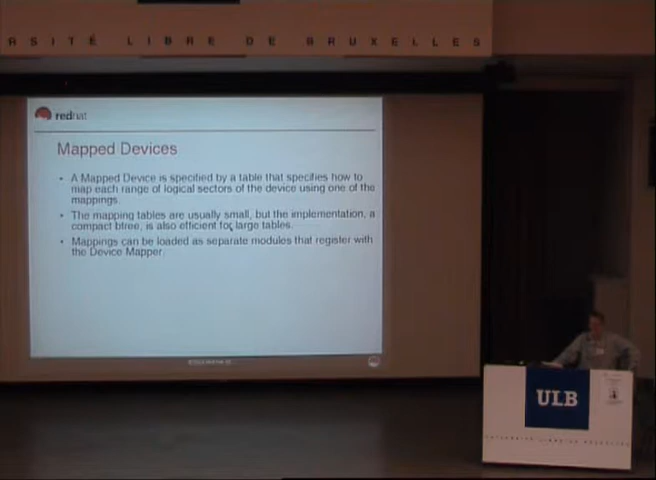 RSITÉ LIBRE DE BRUXELLES
redhat
Mapped Devices
• A Mapped Device is specified by a table that specifies how to
map each range of logical sectors of the device using one of the
mappings.
• The mapping tables are usually small, but the implementation, a
compact btree, is also efficient for large tables.
• Mappings can be loaded as separate modules that register with
the Device Mapper.
ULB